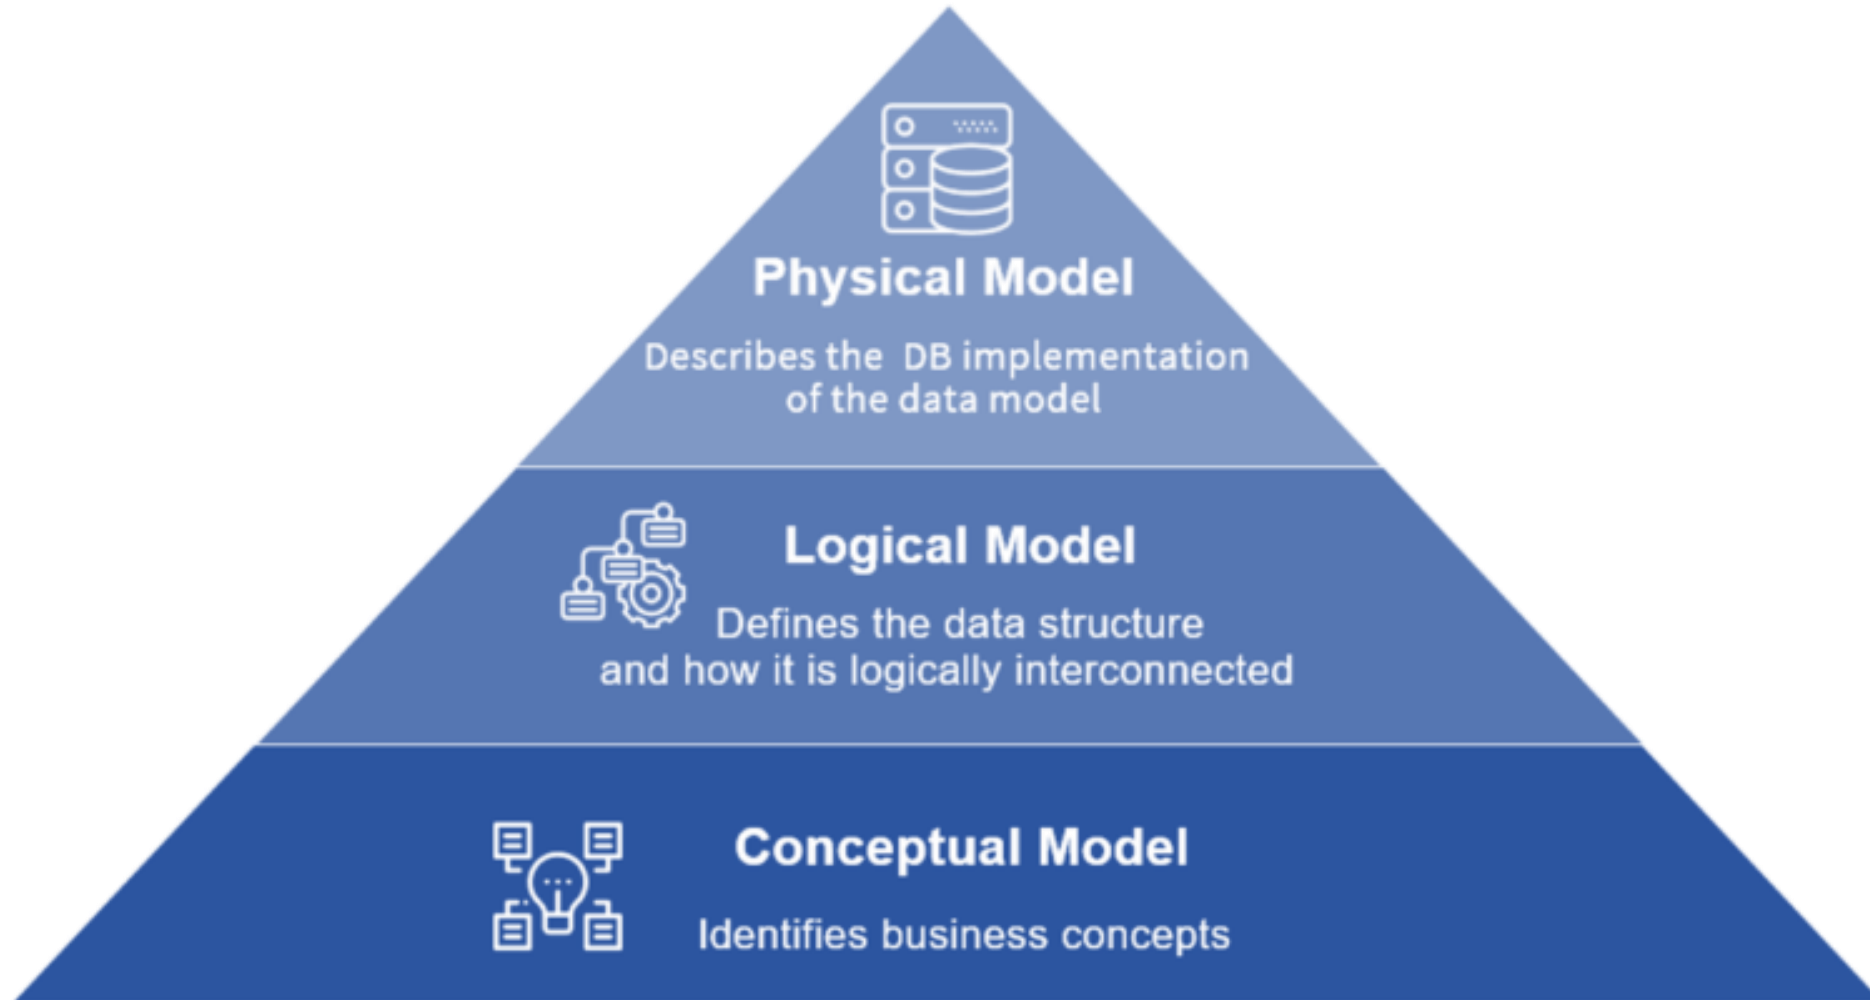 Physical Model
Describes the DB implementation
of the data model
Logical Model
Defines the data structure
and how it is logically interconnected
Conceptual Model
Identifies business concepts